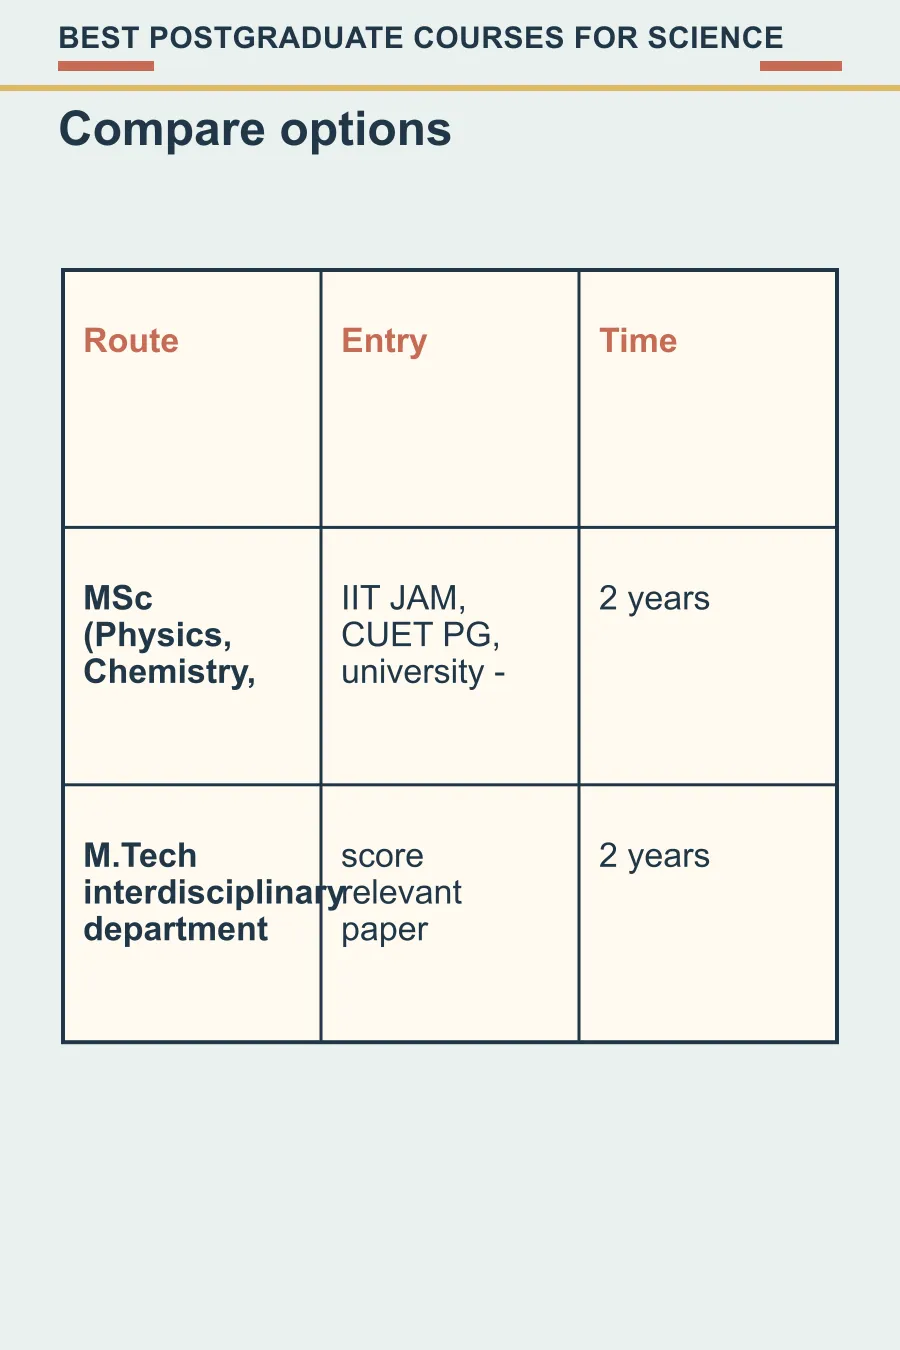 BEST POSTGRADUATE COURSES FOR SCIENCE
Compare options
Route
Entry
Time
MSc
(Physics,
Chemistry,
IIT JAM,
CUET PG,
university -
2 years
M.Tech
interdisciplinary
department
score
relevant
paper
2 years